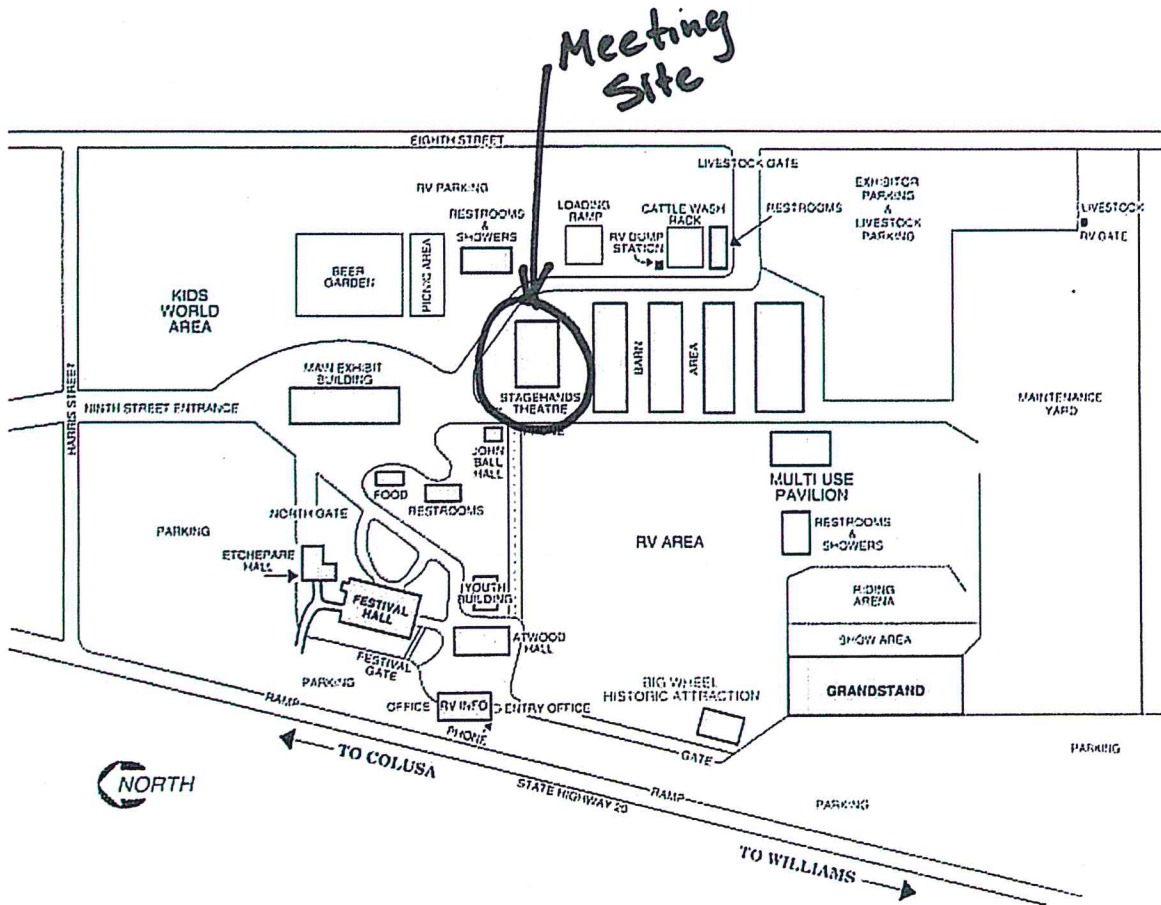 Meeting
Site
EIGHTH STREET
LIVESTOCK GATE
RV PARKING
RESTROOMS
&
SHOWERS
LOADING
RAMP
CATTLE WASH
RACK
RESTROOMS
RV DUMP
STATION
EXHIBITOR
PARKING
&
LIVESTOCK
PARKING
LIVESTOCK
RV GATE
BEER
GARDEN
PICNIC AREA
KIDS
WORLD
AREA
MAIN EXHIBIT
BUILDING
BARN
AREA
STAGEHANDS
THEATRE
MAINTENANCE
YARD
HARRIS STREET
NINTH STREET ENTRANCE
JOHN
BALL
HALL
MULTI USE
PAVILION
FOOD
RESTROOMS
NORTH GATE
PARKING
RV AREA
RESTROOMS
&
SHOWERS
ETCHEPARE
HALL
FESTIVAL
HALL
YOUTH
BUILDING
RIDING
ARENA
SHOW AREA
ATWOOD
HALL
FESTIVAL
GATE
GRANDSTAND
BIG WHEEL
HISTORIC ATTRACTION
PARKING
RAMP
OFFICE
RV INFO
ENTRY OFFICE
PHONE
GATE
PARKING
TO COLUSA
NORTH
STATE HIGHWAY 20
RAMP
PARKING
TO WILLIAMS